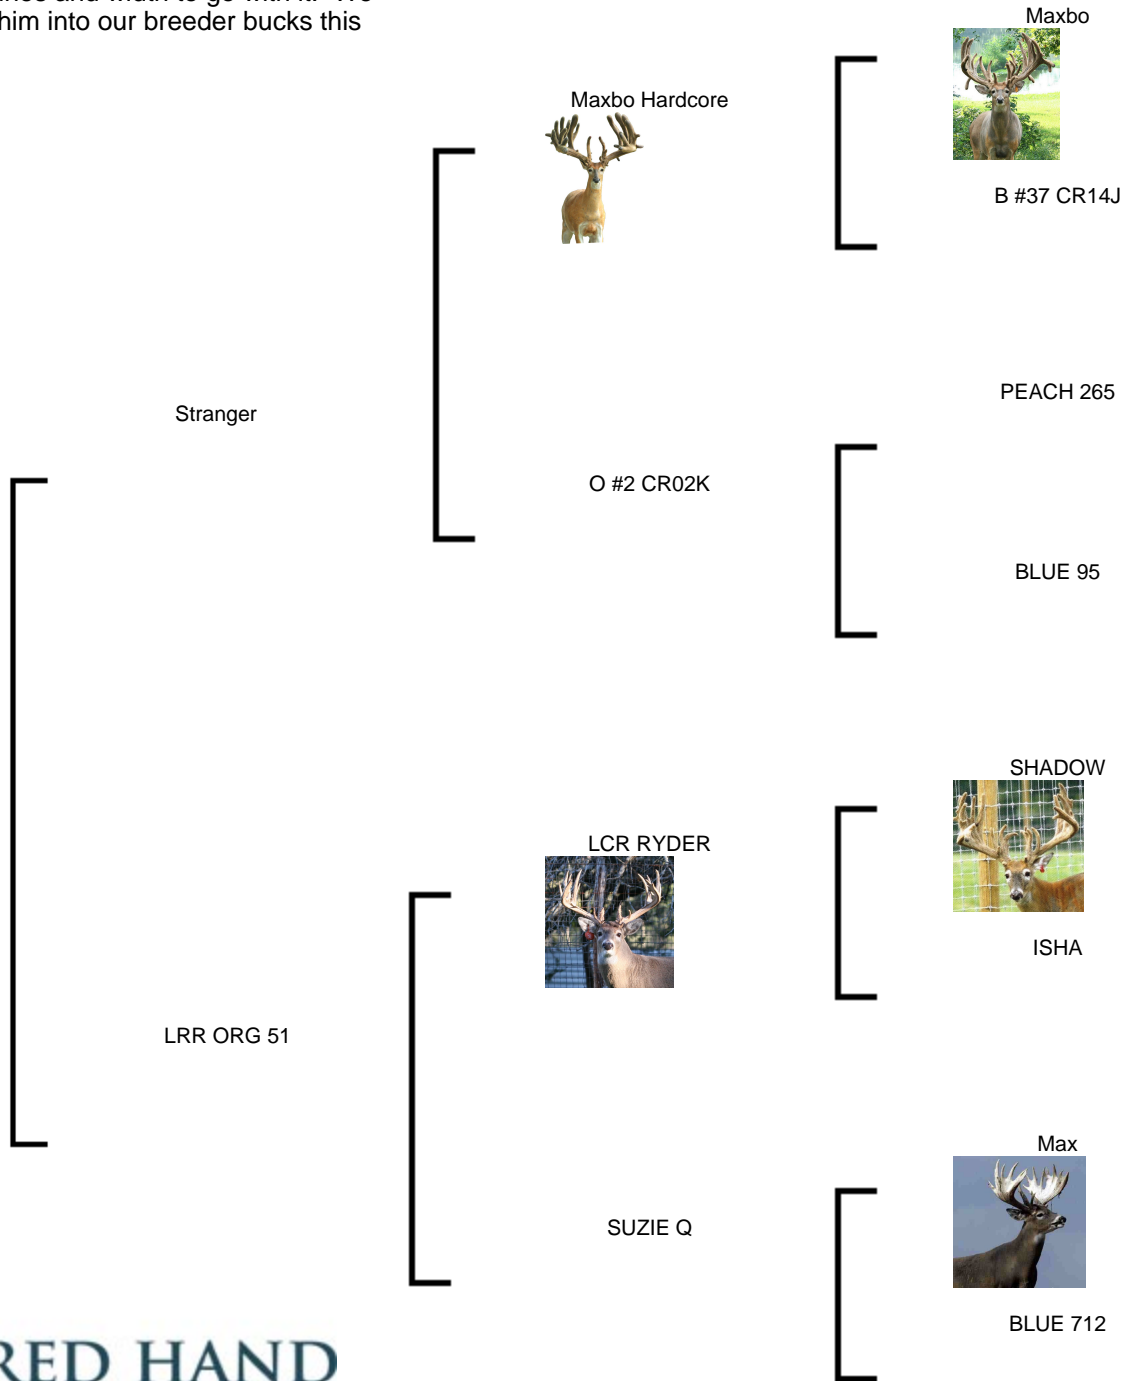 him into our breeder bucks this
Maxbo
Maxbo Hardcore
B #37 CR14J
PEACH 265
Stranger
O #2 CR02K
BLUE 95
SHADOW
LCR RYDER
ISHA
LRR ORG 51
Max
SUZIE Q
BLUE 712
RED HAND